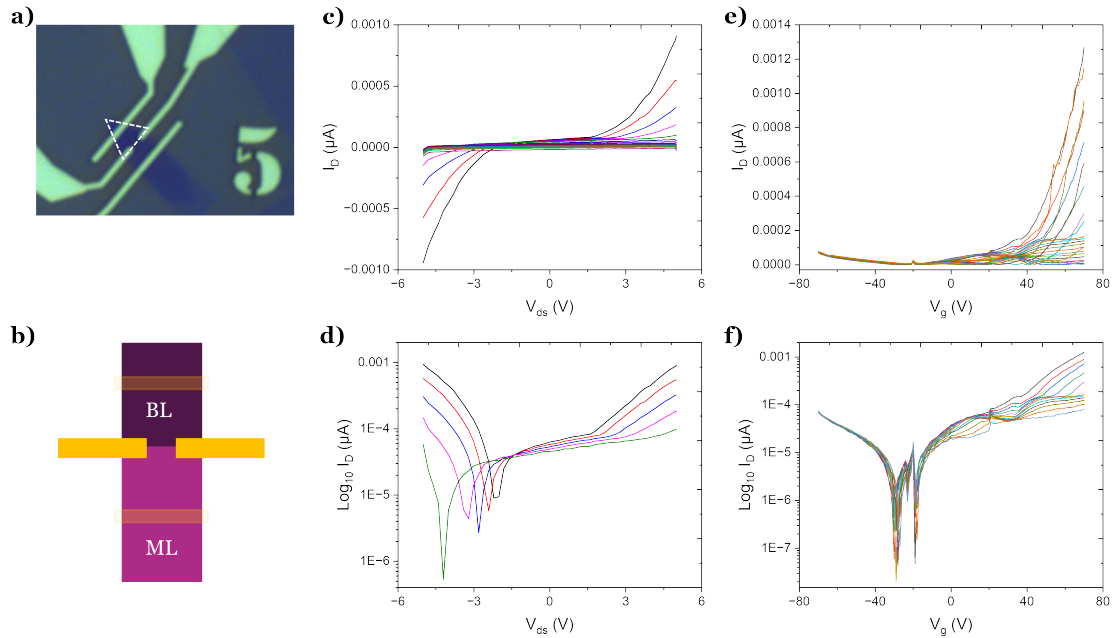 a)
5
b)
BL
ML
c)
0.0010
0.0005
0.0000
−0.0005
−0.0010
I_D (µA)
−6 −3 0 3 6
V_ds (V)
d)
0.001
1E−4
1E−5
1E−6
Log_10 I_D (µA)
−6 −3 0 3 6
V_ds (V)
e)
0.0014
0.0012
0.0010
0.0008
0.0006
0.0004
0.0002
0.0000
I_D (µA)
−80 −40 0 40 80
V_g (V)
f)
0.001
1E−4
1E−5
1E−6
1E−7
Log_10 I_D (µA)
−80 −40 0 40 80
V_g (V)